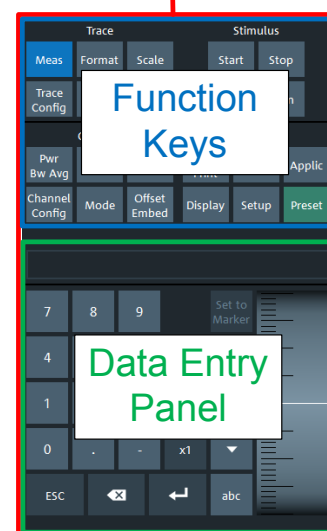 Trace Stimulus
Meas Format Scale Start Stop
Trace
Config
Function
Keys
Pwr
Bw Avg
Applic
Channel
Config
Mode
Offset
Embed
Display Setup Preset
7 8 9
Set to
Marker
4
Data Entry
Panel
1
0 . - x1
ESC abc